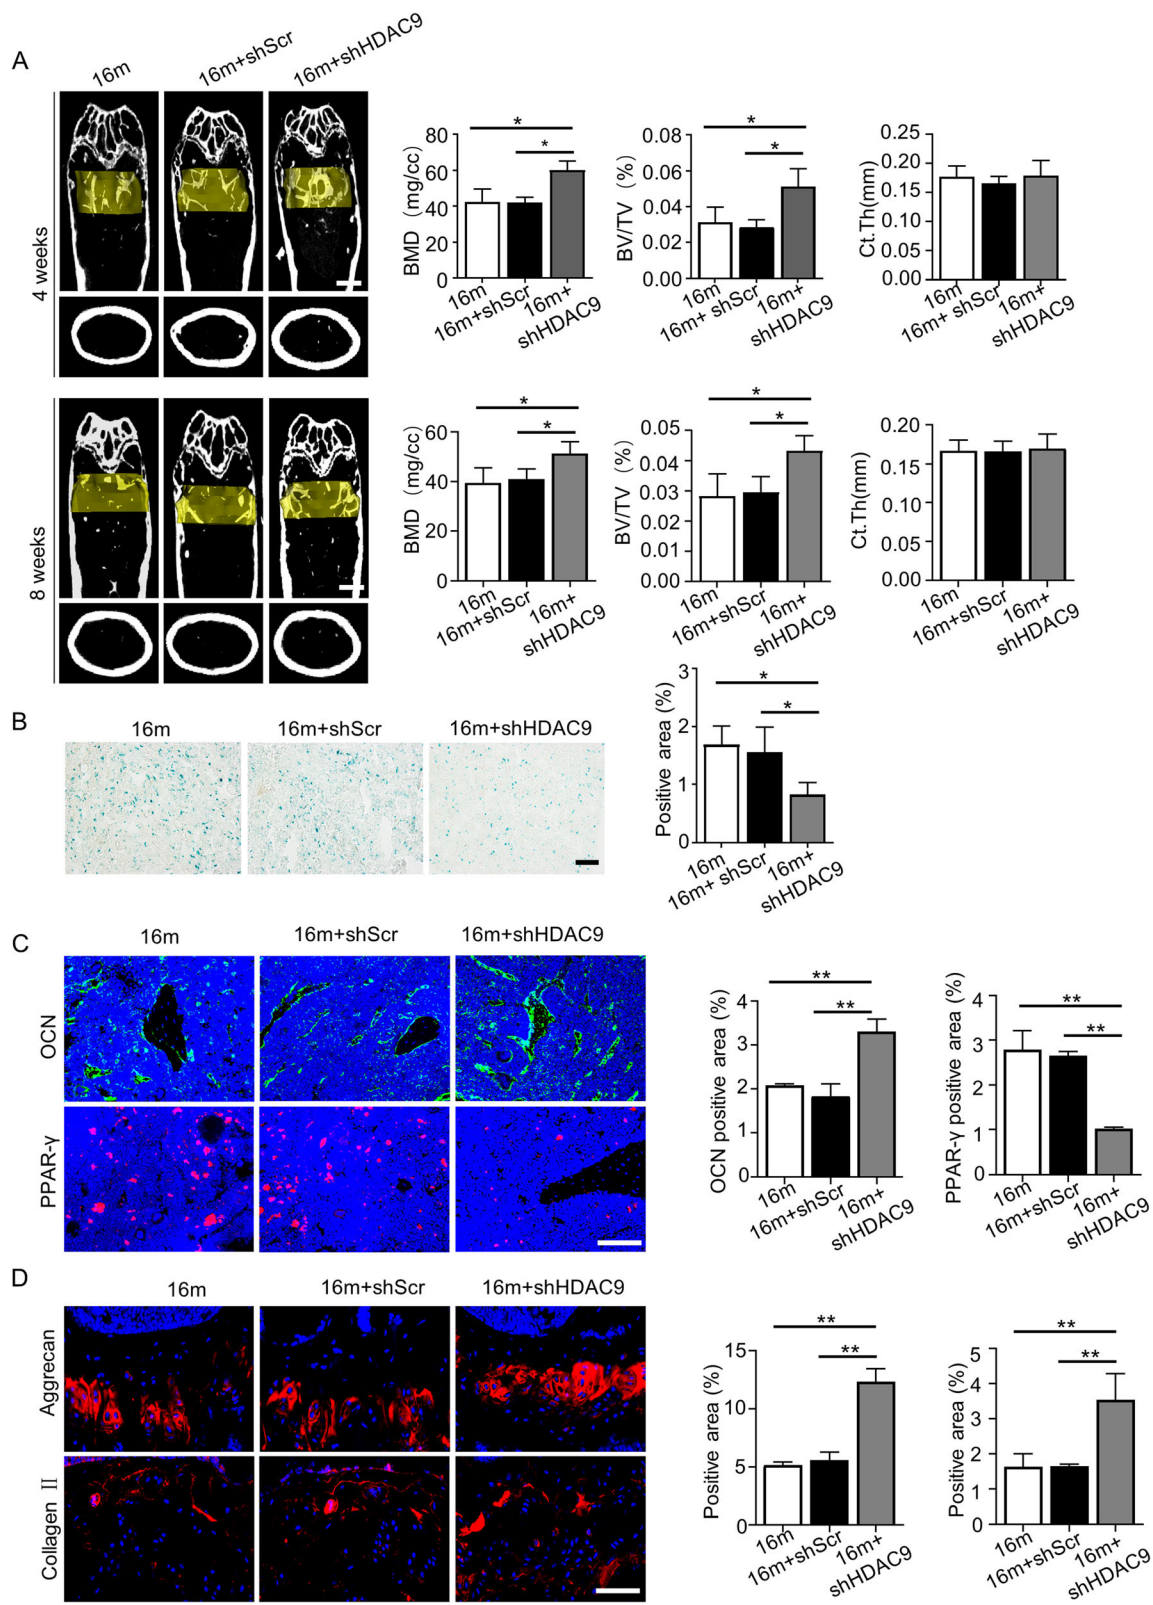 A
16m
16m+shScr
16m+shHDAC9
4 weeks
BMD (mg/cc)
80
60
40
60
0
*
*
16m
16m+shScr
16m+
shHDAC9
BV/TV (%)
0.08
0.06
0.04
0.02
0.00
*
*
16m
16m+ shScr
16m+
shHDAC9
Ct.Th(mm)
0.25
0.20
0.15
0.10
0.05
0.00
16m
16m+ shScr
16m+
shHDAC9
8 weeks
BMD (mg/cc)
60
40
20
0
*
*
16m
16m+shScr
16m+
shHDAC9
BV/TV (%)
0.05
0.04
0.03
0.02
0.01
0.00
*
*
16m
16m+shScr
16m+
shHDAC9
Ct.Th(mm)
0.20
0.15
0.10
0.05
0.00
16m
16m+shScr
16m+
shHDAC9
B
16m
16m+shScr
16m+shHDAC9
Positive area (%)
3
2
1
0
*
*
16m
16m+ shScr
16m+
shHDAC9
C
16m
16m+shScr
16m+shHDAC9
OCN
PPAR-γ
OCN positive area (%)
4
3
2
1
0
**
**
16m
16m+shScr
16m+
shHDAC9
PPAR-γ positive area (%)
4
3
2
1
0
**
**
16m
16m+shScr
16m+
shHDAC9
D
16m
16m+shScr
16m+shHDAC9
Aggrecan
Collagen II
Positive area (%)
15
10
5
0
**
**
16m
16m+shScr
16m+
shHDAC9
Positive area (%)
5
4
3
2
1
0
**
**
16m
16m+shScr
16m+
shHDAC9